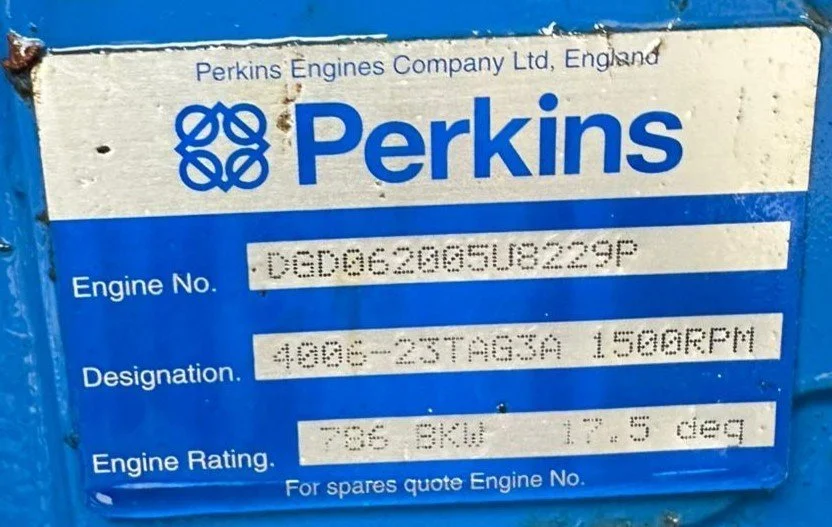 Perkins Engines Company Ltd, England
Perkins
Engine No. DGD062005U8229P
Designation. 4006-23TAG3A 1500RPM
Engine Rating. 786 BKW 17.5 deg
For spares quote Engine No.